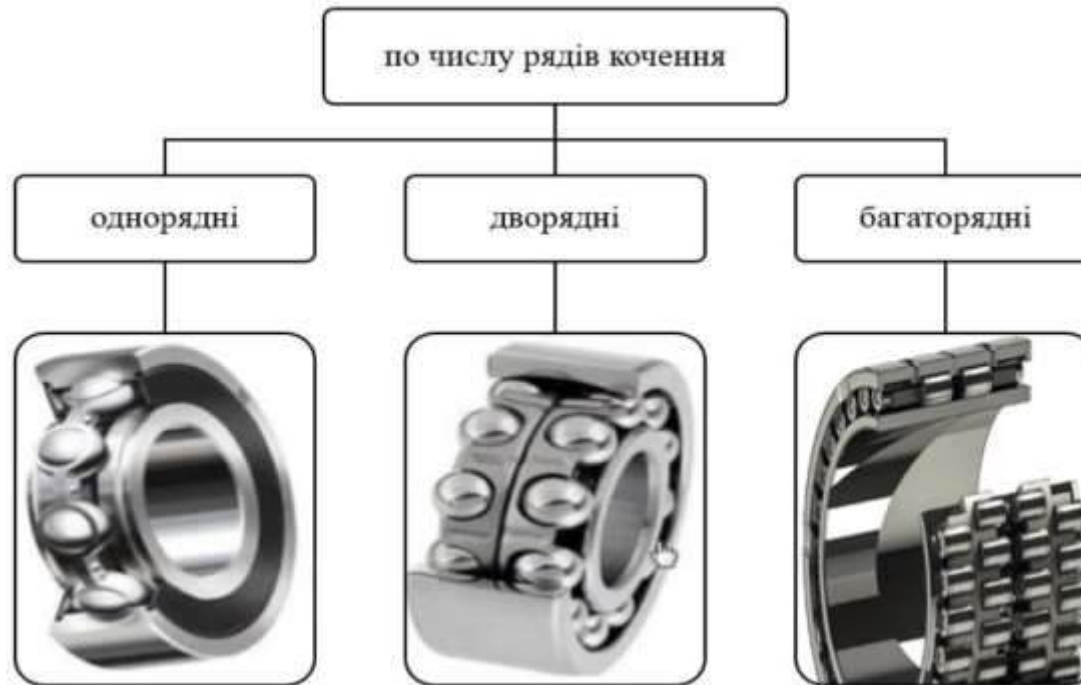 по числу рядів кочення
однорядні
дворядні
багаторядні